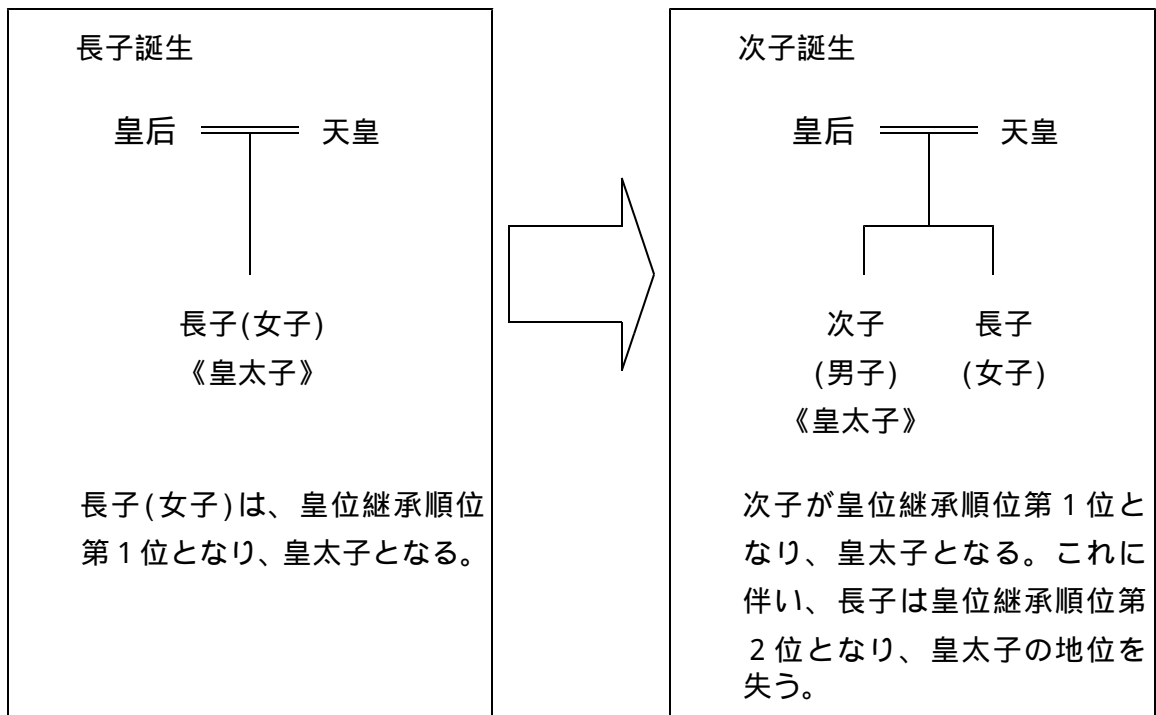 長子誕生
皇后 天皇
長子(女子)
《皇太子》
長子(女子)は、皇位継承順位
第1位となり、皇太子となる。
次子誕生
皇后 天皇
次子 長子
(男子) (女子)
《皇太子》
次子が皇位継承順位第1位と
なり、皇太子となる。これに
伴い、長子は皇位継承順位第
2位となり、皇太子の地位を
失う。